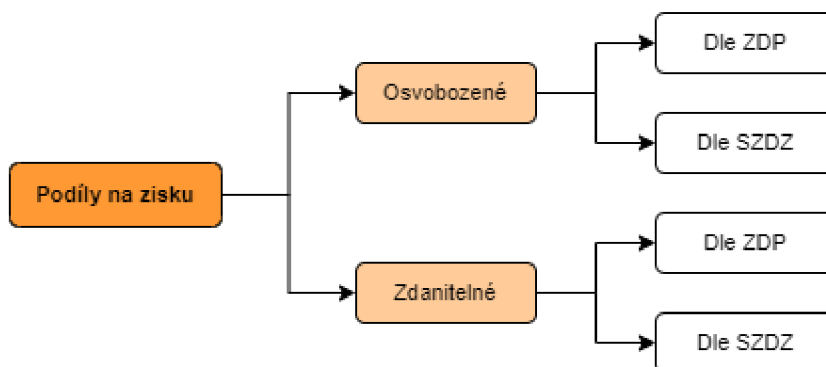 Podíly na zisku
Osvobozené
Dle ZDP
Dle SZDZ
Zdanitelné
Dle ZDP
Dle SZDZ